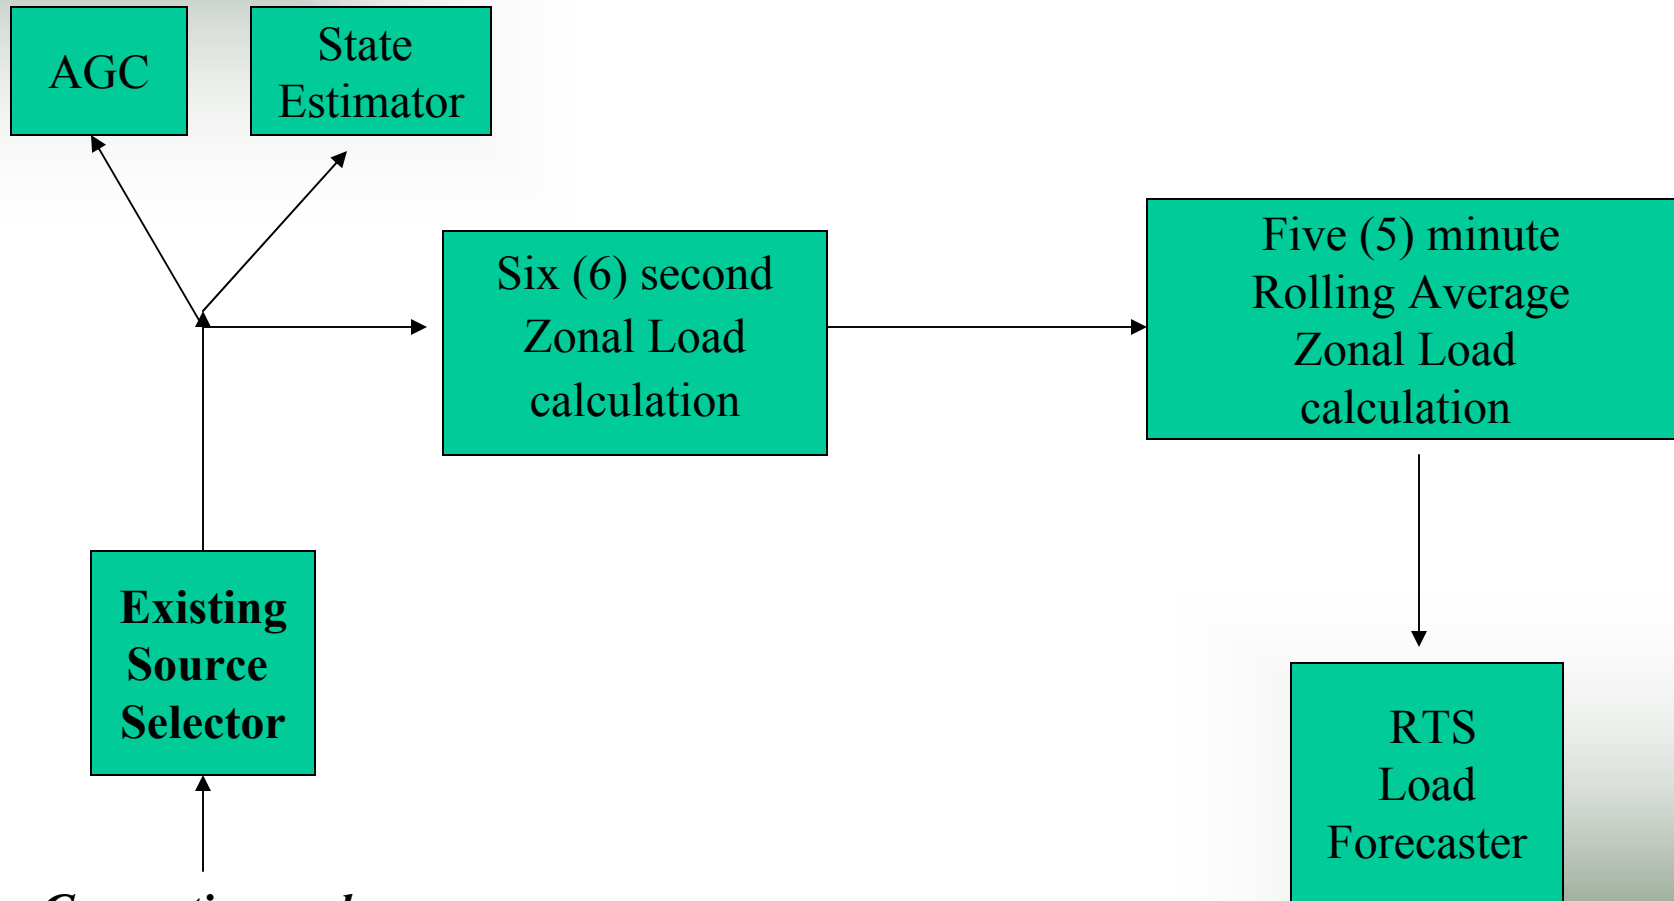 AGC
State
Estimator
Six (6) second
Zonal Load
calculation
Five (5) minute
Rolling Average
Zonal Load
calculation
Existing
Source
Selector
RTS
Load
Forecaster